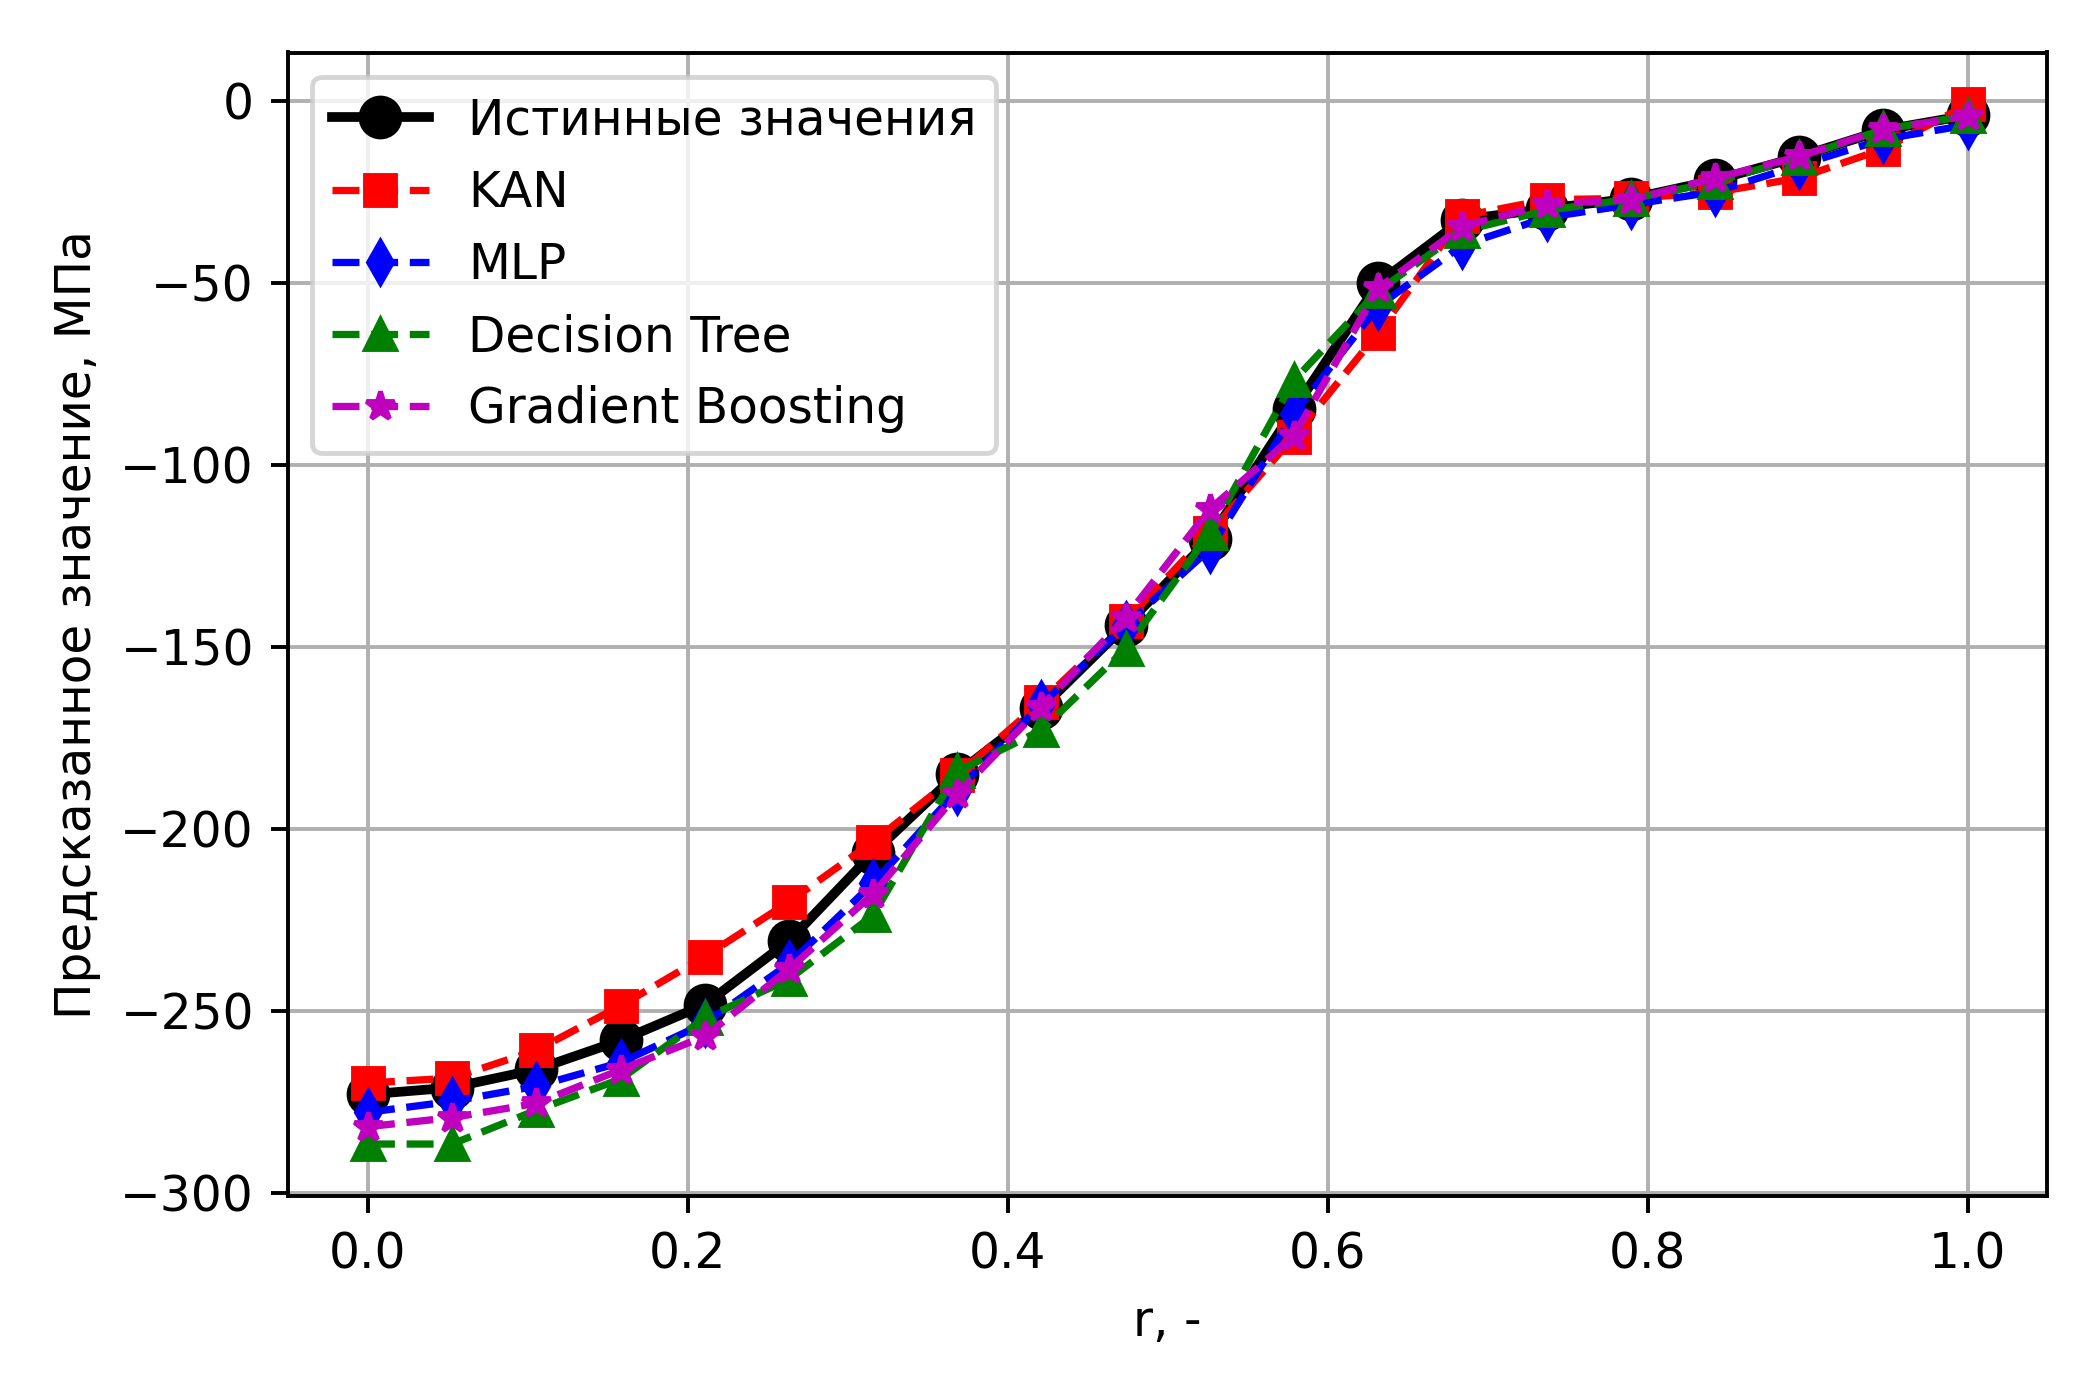 Предсказанное значение, МПа
0
−50
−100
−150
−200
−250
−300
Истинные значения
KAN
MLP
Decision Tree
Gradient Boosting
0.0 0.2 0.4 0.6 0.8 1.0
r, -